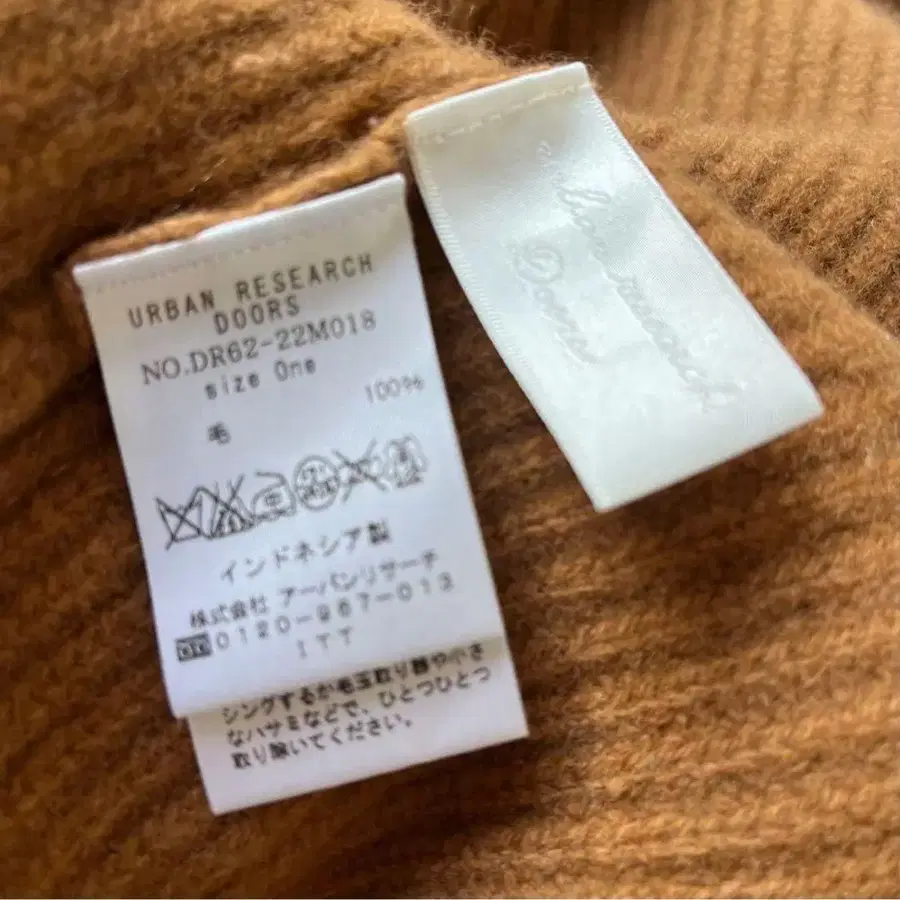 URBAN RESEARCH
DOORS
NO.DR62-22M018
size One
毛 100%
インドネシア製
株式会社 アーバンリサーチ
0120-987-013
ITT
シングするか毛玉取り器や小さ
なハサミなどで、ひとつひとつ
取り除いてください。
Doors